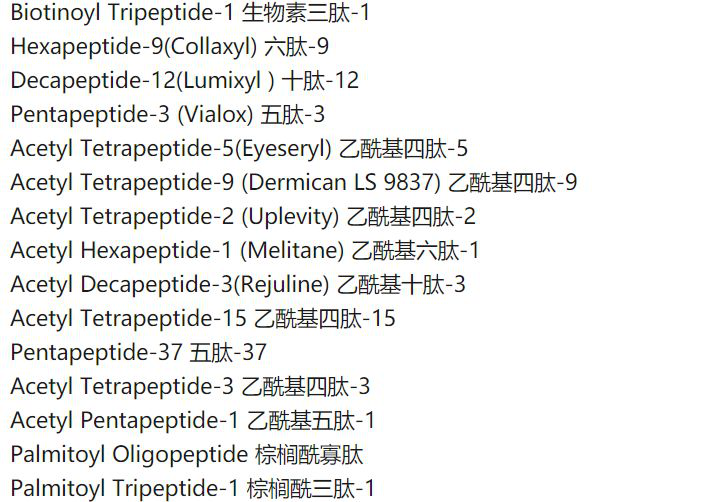 Biotinoyl Tripeptide-1 生物素三肽-1
Hexapeptide-9(Collaxyl) 六肽-9
Decapeptide-12(Lumixyl ) 十肽-12
Pentapeptide-3 (Vialox) 五肽-3
Acetyl Tetrapeptide-5(Eyeseryl) 乙酰基四肽-5
Acetyl Tetrapeptide-9 (Dermican LS 9837) 乙酰基四肽-9
Acetyl Tetrapeptide-2 (Uplevity) 乙酰基四肽-2
Acetyl Hexapeptide-1 (Melitane) 乙酰基六肽-1
Acetyl Decapeptide-3(Rejuline) 乙酰基十肽-3
Acetyl Tetrapeptide-15 乙酰基四肽-15
Pentapeptide-37 五肽-37
Acetyl Tetrapeptide-3 乙酰基四肽-3
Acetyl Pentapeptide-1 乙酰基五肽-1
Palmitoyl Oligopeptide 棕榈酰寡肽
Palmitoyl Tripeptide-1 棕榈酰三肽-1